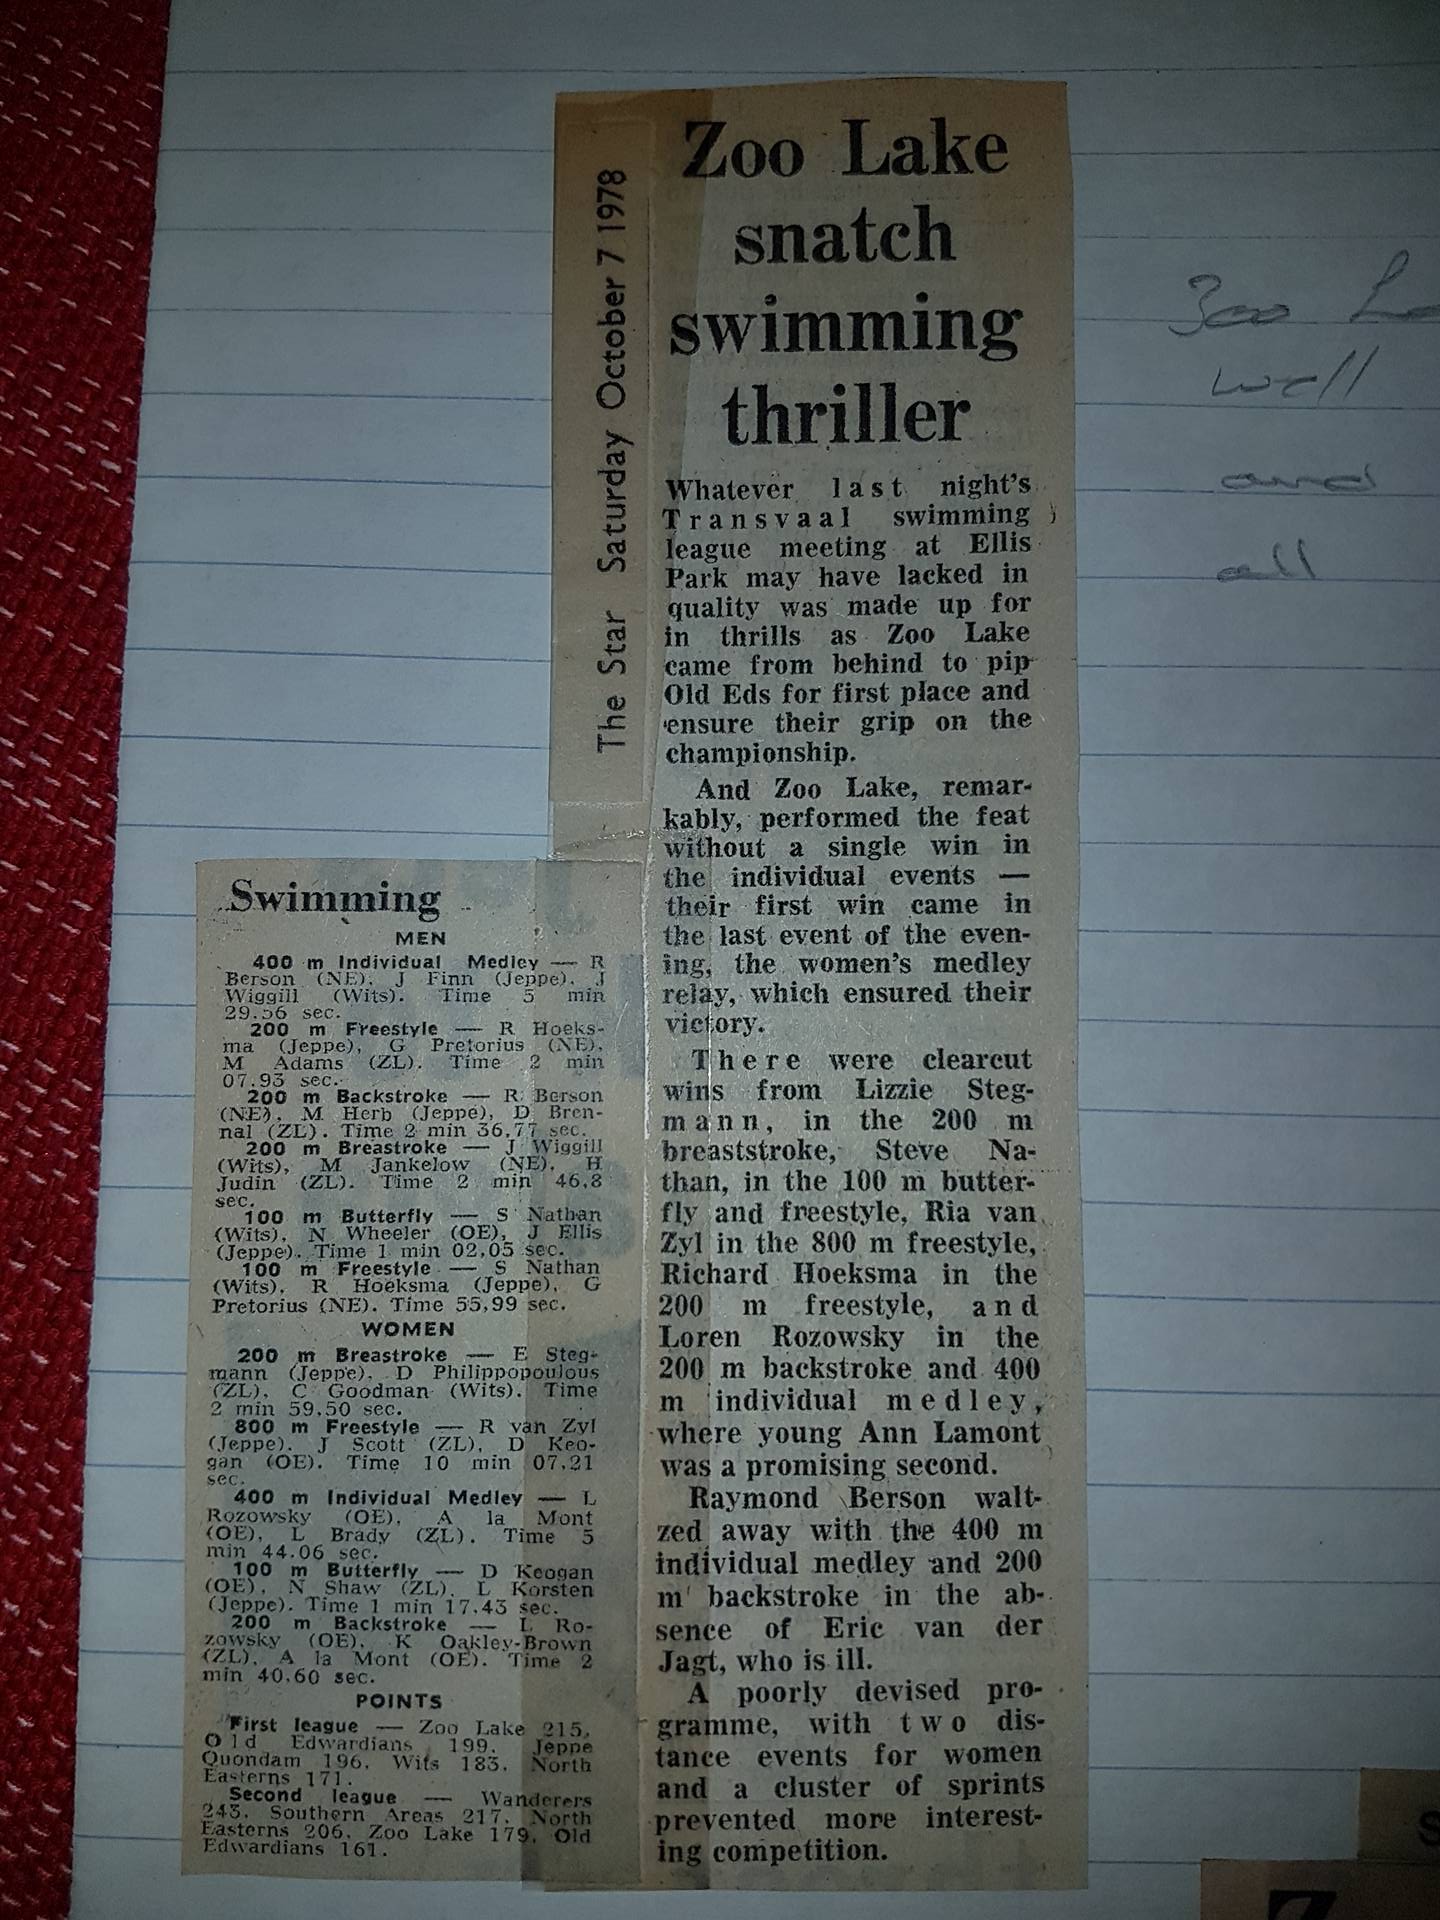 The Star Saturday October 7 1978
Zoo Lake
snatch
swimming
thriller
Whatever last night's
Transvaal swimming
league meeting at Ellis
Park may have lacked in
quality was made up for
in thrills as Zoo Lake
came from behind to pip
Old Eds for first place and
ensure their grip on the
championship.
And Zoo Lake, remar-
kably, performed the feat
without a single win in
the individual events —
their first win came in
the last event of the even-
ing, the women's medley
relay, which ensured their
victory.
There were clearcut
wins from Lizzie Steg-
mann, in the 200 m
breaststroke, Steve Na-
than, in the 100 m butter-
fly and freestyle, Ria van
Zyl in the 800 m freestyle,
Richard Hoeksma in the
200 m freestyle, and
Loren Rozowsky in the
200 m backstroke and 400
m individual medley,
where young Ann Lamont
was a promising second.
Raymond Berson walt-
zed away with the 400 m
individual medley and 200
m backstroke in the ab-
sence of Eric van der
Jagt, who is ill.
A poorly devised pro-
gramme, with two dis-
tance events for women
and a cluster of sprints
prevented more interest-
ing competition.
Swimming
MEN
400 m Individual Medley — R
Berson (NE), J Finn (Jeppe), J
Wiggill (Wits). Time 5 min
29.56 sec.
200 m Freestyle — R Hoeks-
ma (Jeppe), G Pretorius (NE),
M Adams (ZL). Time 2 min
07.93 sec.
200 m Backstroke — R Berson
(NE), M Herb (Jeppe), D Bren-
nal (ZL). Time 2 min 36,77 sec.
200 m Breastroke — J Wiggill
(Wits), M Jankelow (NE), H
Judin (ZL). Time 2 min 46,8
sec.
100 m Butterfly — S Nathan
(Wits), N Wheeler (OE), J Ellis
(Jeppe). Time 1 min 02,05 sec.
100 m Freestyle — S Nathan
(Wits), R Hoeksma (Jeppe), G
Pretorius (NE). Time 55,99 sec.
WOMEN
200 m Breastroke — E Steg-
mann (Jeppe), D Philippopoulous
(ZL), C Goodman (Wits). Time
2 min 59,50 sec.
800 m Freestyle — R van Zyl
(Jeppe), J Scott (ZL), D Keo-
gan (OE). Time 10 min 07,21
sec.
400 m Individual Medley — L
Rozowsky (OE), A la Mont
(OE), L Brady (ZL). Time 5
min 44.06 sec.
100 m Butterfly — D Keogan
(OE), N Shaw (ZL), L Korsten
(Jeppe). Time 1 min 17,43 sec.
200 m Backstroke — L Ro-
zowsky (OE), K Oakley-Brown
(ZL), A la Mont (OE). Time 2
min 40,60 sec.
POINTS
First league — Zoo Lake 215,
Old Edwardians 199, Jeppe
Quondam 196, Wits 183, North
Easterns 171.
Second league — Wanderers
243, Southern Areas 217, North
Easterns 206, Zoo Lake 179, Old
Edwardians 161.
Zoo La
well
and
all
S
Z